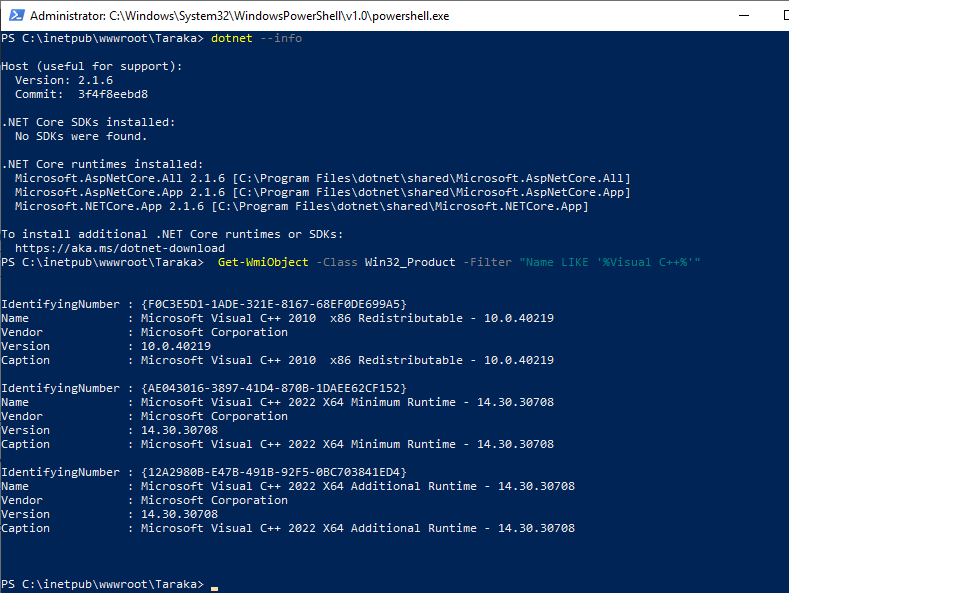 Administrator: C:\Windows\System32\WindowsPowerShell\v1.0\powershell.exe
PS C:\inetpub\wwwroot\Taraka> dotnet --info
Host (useful for support):
  Version: 2.1.6
  Commit:  3f4f8eebd8
.NET Core SDKs installed:
  No SDKs were found.
.NET Core runtimes installed:
  Microsoft.AspNetCore.All 2.1.6 [C:\Program Files\dotnet\shared\Microsoft.AspNetCore.All]
  Microsoft.AspNetCore.App 2.1.6 [C:\Program Files\dotnet\shared\Microsoft.AspNetCore.App]
  Microsoft.NETCore.App 2.1.6 [C:\Program Files\dotnet\shared\Microsoft.NETCore.App]
To install additional .NET Core runtimes or SDKs:
  https://aka.ms/dotnet-download
PS C:\inetpub\wwwroot\Taraka>  Get-WmiObject -Class Win32_Product -Filter "Name LIKE '%Visual C++%'"
IdentifyingNumber : {F0C3E5D1-1ADE-321E-8167-68EF0DE699A5}
Name              : Microsoft Visual C++ 2010  x86 Redistributable - 10.0.40219
Vendor            : Microsoft Corporation
Version           : 10.0.40219
Caption           : Microsoft Visual C++ 2010  x86 Redistributable - 10.0.40219
IdentifyingNumber : {AE043016-3897-41D4-870B-1DAEE62CF152}
Name              : Microsoft Visual C++ 2022 X64 Minimum Runtime - 14.30.30708
Vendor            : Microsoft Corporation
Version           : 14.30.30708
Caption           : Microsoft Visual C++ 2022 X64 Minimum Runtime - 14.30.30708
IdentifyingNumber : {12A2980B-E47B-491B-92F5-0BC703841ED4}
Name              : Microsoft Visual C++ 2022 X64 Additional Runtime - 14.30.30708
Vendor            : Microsoft Corporation
Version           : 14.30.30708
Caption           : Microsoft Visual C++ 2022 X64 Additional Runtime - 14.30.30708
PS C:\inetpub\wwwroot\Taraka> _